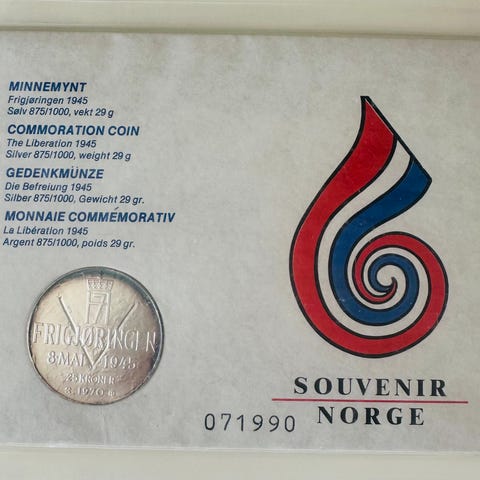 MINNEMYNT
Frigjøringen 1945
Sølv 875/1000, vekt 29 g
COMMORATION COIN
The Liberation 1945
Silver 875/1000, weight 29 g
GEDENKMÜNZE
Die Befreiung 1945
Silber 875/1000, Gewicht 29 gr.
MONNAIE COMMÉMORATIV
La Libération 1945
Argent 875/1000, poids 29 gr.
FRIGJØRINGEN
8·MAI 1945
25 KRONER
1970
071990
SOUVENIR
NORGE